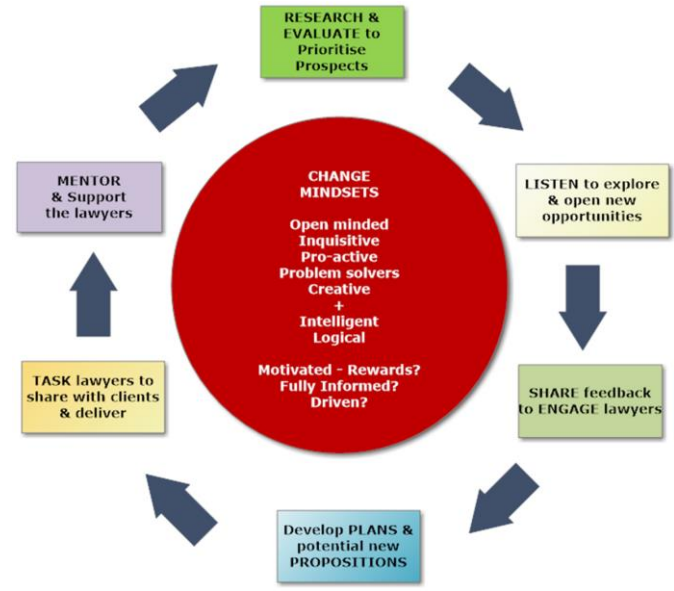 RESEARCH &
EVALUATE to
Prioritise
Prospects
LISTEN to explore
& open new
opportunities
SHARE feedback
to ENGAGE lawyers
Develop PLANS &
potential new
PROPOSITIONS
TASK lawyers to
share with clients
& deliver
MENTOR
& Support
the lawyers
CHANGE
MINDSETS
Open minded
Inquisitive
Pro-active
Problem solvers
Creative
+
Intelligent
Logical
Motivated - Rewards?
Fully Informed?
Driven?